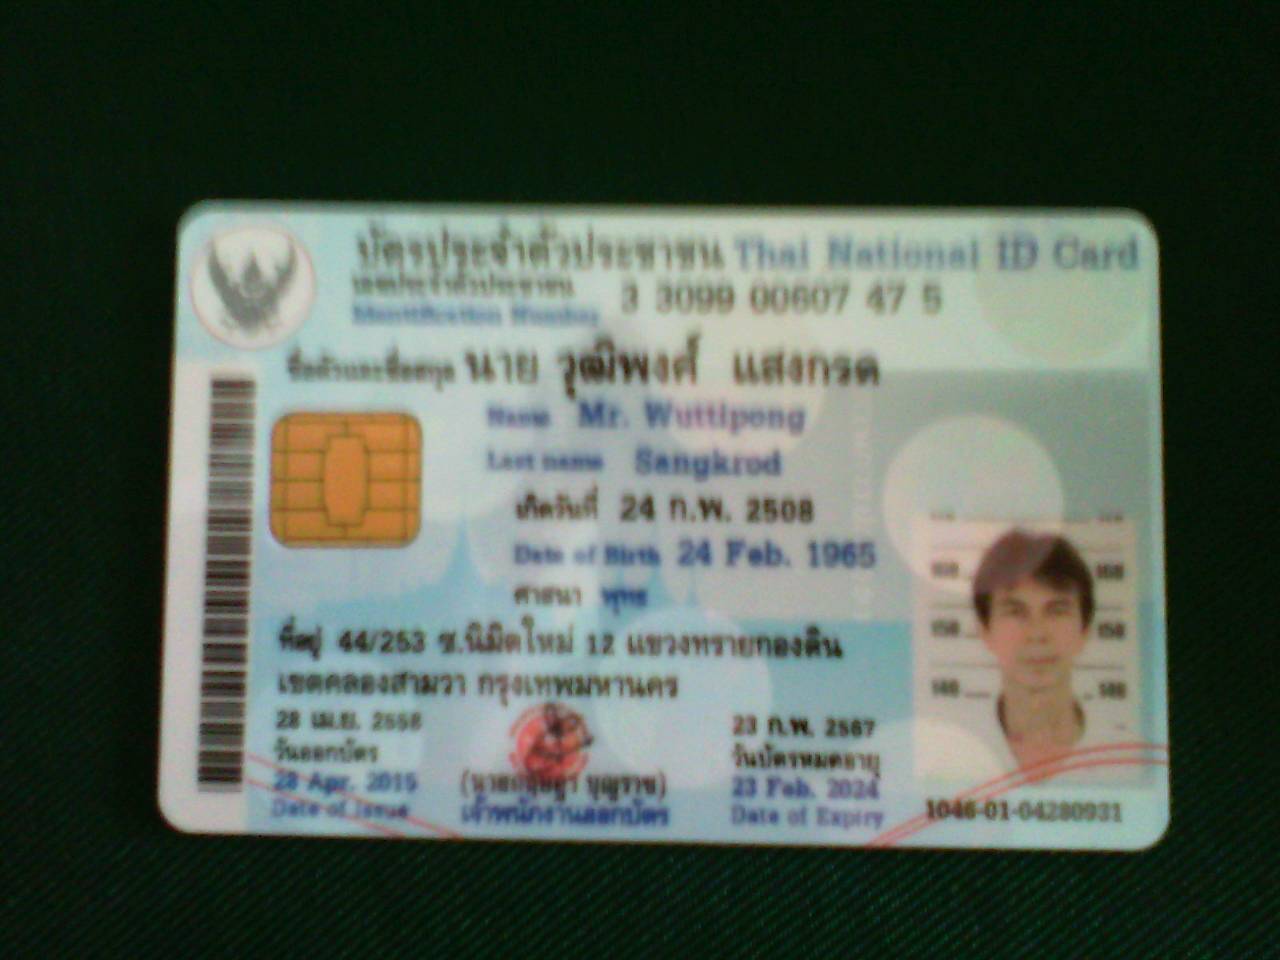 บัตรประจำตัวประชาชน Thai National ID Card
เลขประจำตัวประชาชน 3 3099 00607 47 5
Identification Number
ชื่อตัวและชื่อสกุล นาย วุฒิพงศ์ แสงกรด
Name Mr. Wuttipong
Last name Sangkrod
เกิดวันที่ 24 ก.พ. 2508
Date of Birth 24 Feb. 1965
ศาสนา พุทธ
ที่อยู่ 44/253 ซ.นิมิตใหม่ 12 แขวงทรายกองดิน
เขตคลองสามวา กรุงเทพมหานคร
28 เม.ย. 2558
วันออกบัตร
28 Apr. 2015
Date of Issue
บุญราช)
เจ้าพนักงานออกบัตร
23 ก.พ. 2567
วันบัตรหมดอายุ
23 Feb. 2024
Date of Expiry
160 160
150 150
140 140
1046-01-04280931